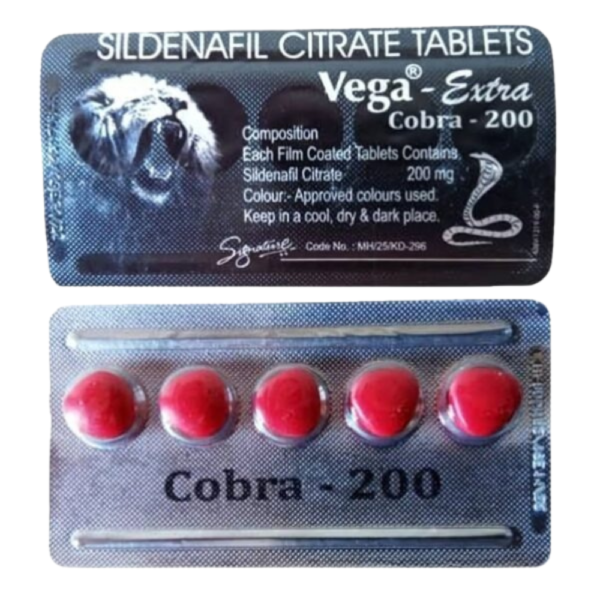 SILDENAFIL CITRATE TABLETS
Vega® - Extra
Cobra - 200
Composition
Each Film Coated Tablets Contains
Sildenafil Citrate 200 mg
Colour:- Approved colours used.
Keep in a cool, dry & dark place.
Signature Code No. : MH/25/KD-296
Cobra - 200